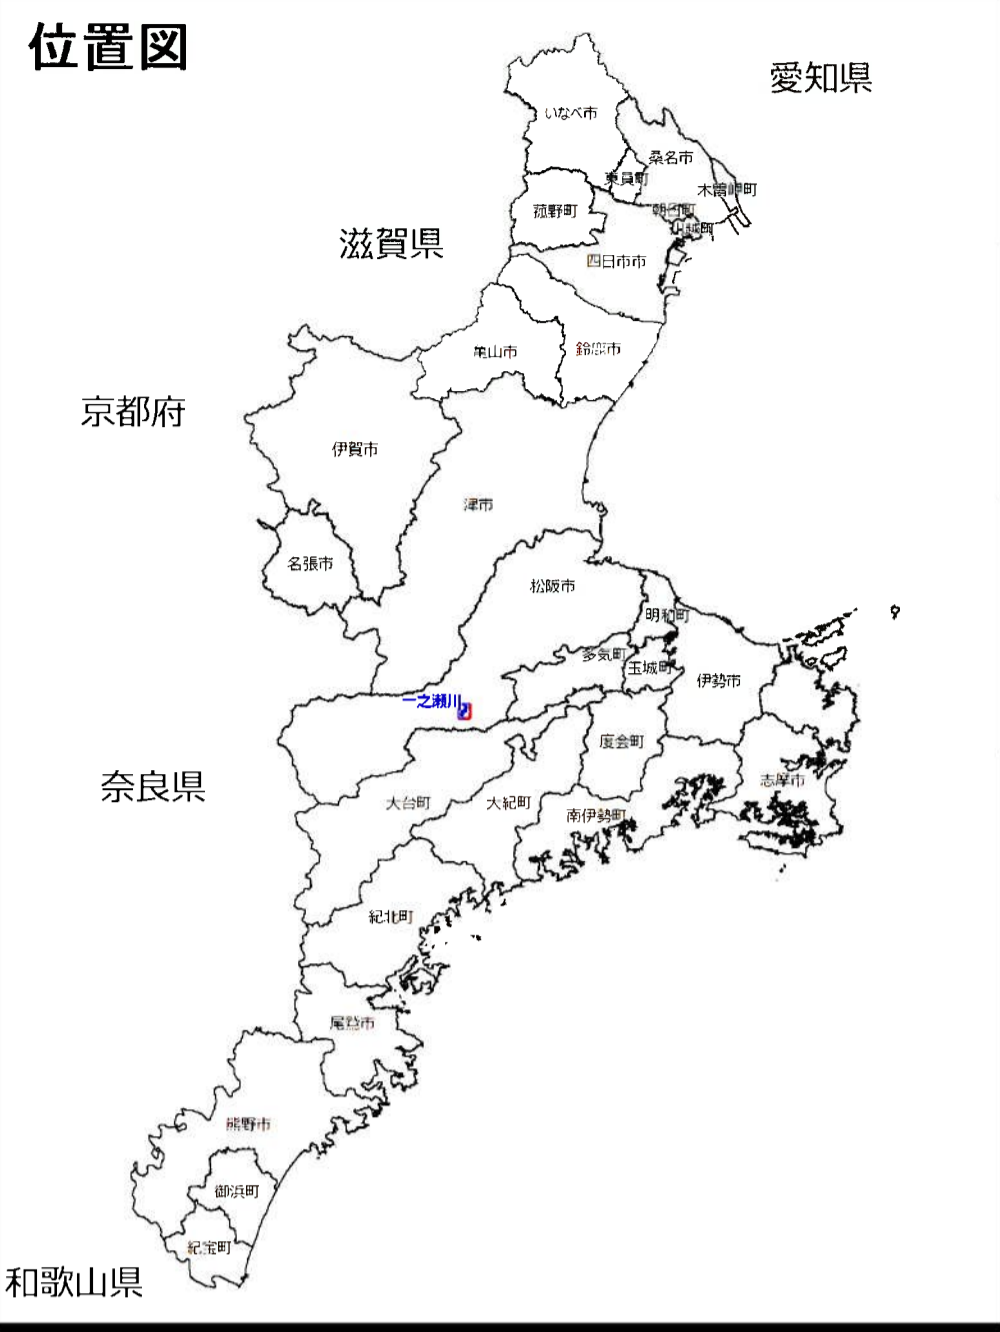 位置図
愛知県
いなべ市
桑名市
東員町
木曽岬町
菰野町
朝日町
川越町
滋賀県
四日市市
亀山市
鈴鹿市
京都府
伊賀市
津市
名張市
松阪市
明和町
多気町
玉城町
伊勢市
一之瀬川
度会町
奈良県
大台町
大紀町
志摩市
南伊勢町
紀北町
尾鷲市
熊野市
御浜町
紀宝町
和歌山県